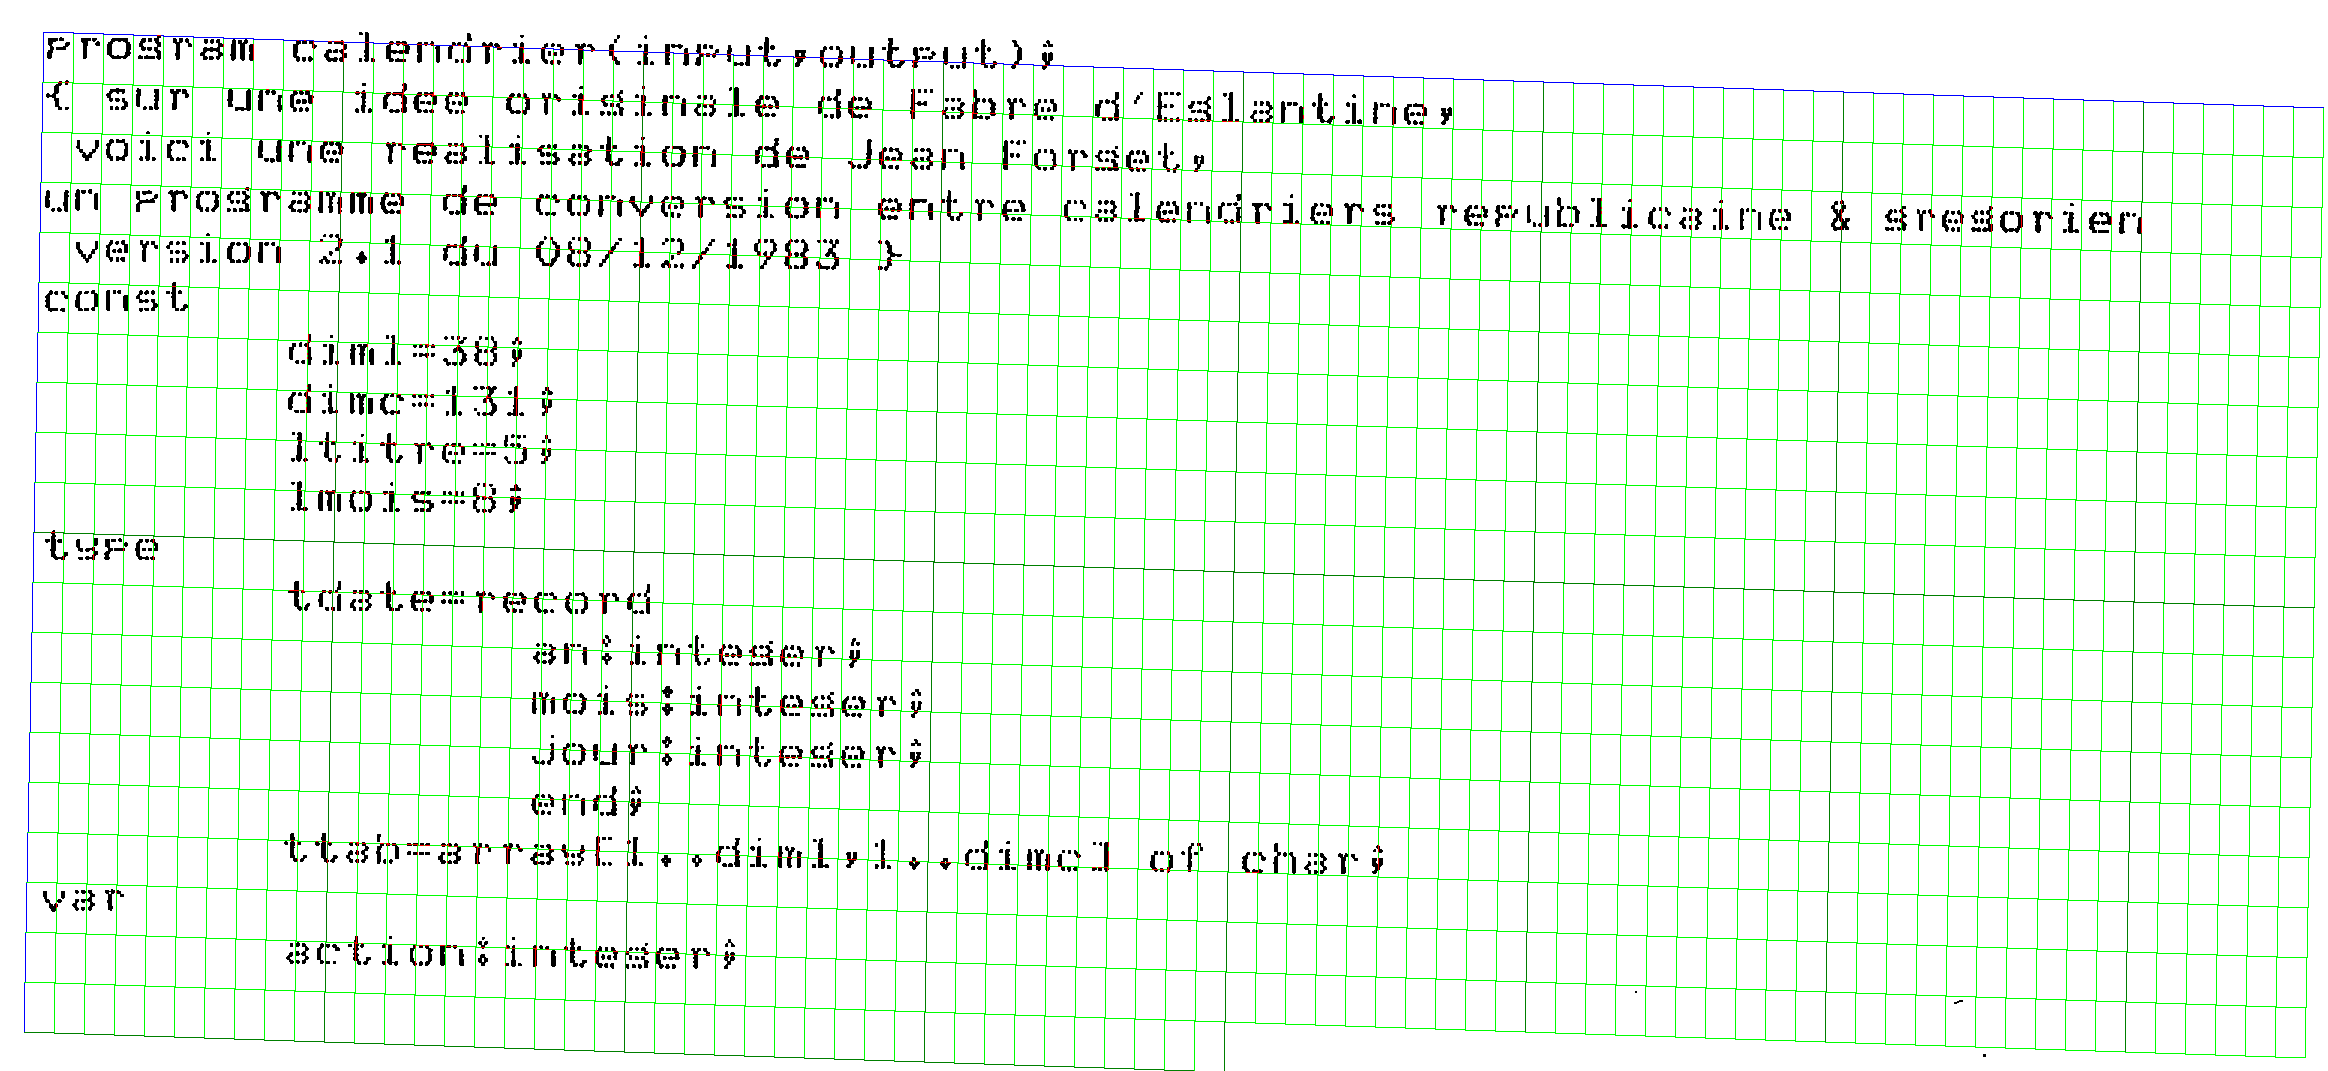 program calendrier(input,output);
{ sur une idee originale de Fabre d'Eglantine,
 voici une realisation de Jean Forget,
un programme de conversion entre calendriers republicaine & gregorien
 version 2.1 du 08/12/1983 }
const
        diml=38;
        dimc=131;
        ltitre=5;
        lmois=8;
type
        tdate=record
                an:integer;
                mois:integer;
                jour:integer;
                end;
        ttab=array[1..diml,1..dimc] of char;
var
        action:integer;